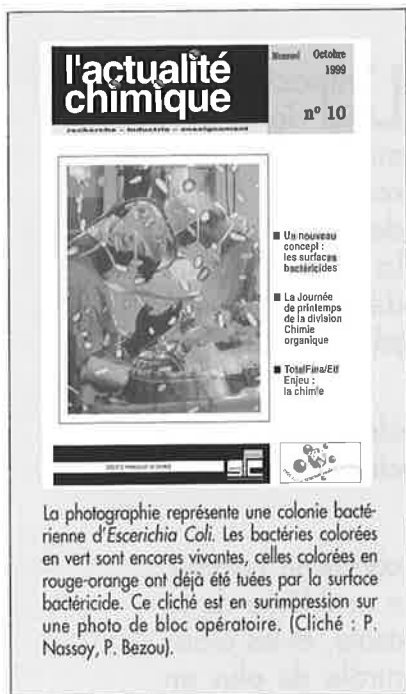 l'actualité
chimique
recherche - industrie - enseignement
Mensuel Octobre
1999
n° 10
Un nouveau
concept :
les surfaces
bactéricides
La Journée
de printemps
de la division
Chimie
organique
TotalFina/Elf
Enjeu :
la chimie
La photographie représente une colonie bacté-
rienne d'Escerichia Coli. Les bactéries colorées
en vert sont encores vivantes, celles colorées en
rouge-orange ont déjà été tuées par la surface
bactéricide. Ce cliché est en surimpression sur
une photo de bloc opératoire. (Cliché : P.
Nassoy, P. Bezou).